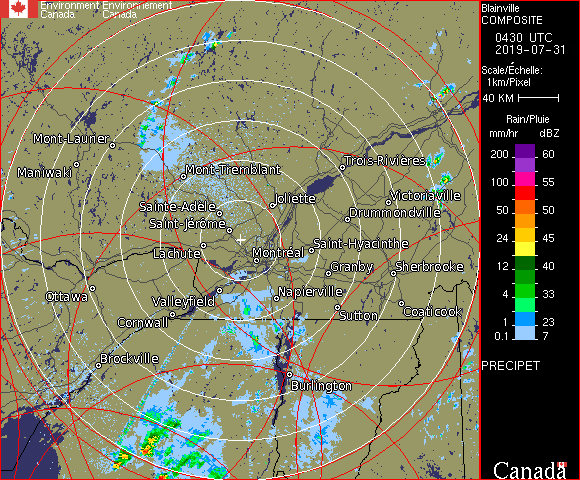 Environment Environnement
Canada Canada
Blainville
COMPOSITE
0430 UTC
2019-07-31
Scale/Échelle:
1km/Pixel
40 KM
Rain/Pluie
mm/hr dBZ
200 60
100 55
50 50
24 45
12 40
8 33
4 30
1 23
0.1 7
PRECIPET
Canada
Mont-Laurier
Maniwaki
Mont-Tremblant
Trois-Rivières
Victoriaville
Sainte-Adèle
Joliette
Drummondville
Saint-Jérôme
Lachute
Montréal
Saint-Hyacinthe
Granby
Sherbrooke
Ottawa
Valleyfield
Napierville
Cornwall
Sutton
Coaticook
Brockville
Burlington